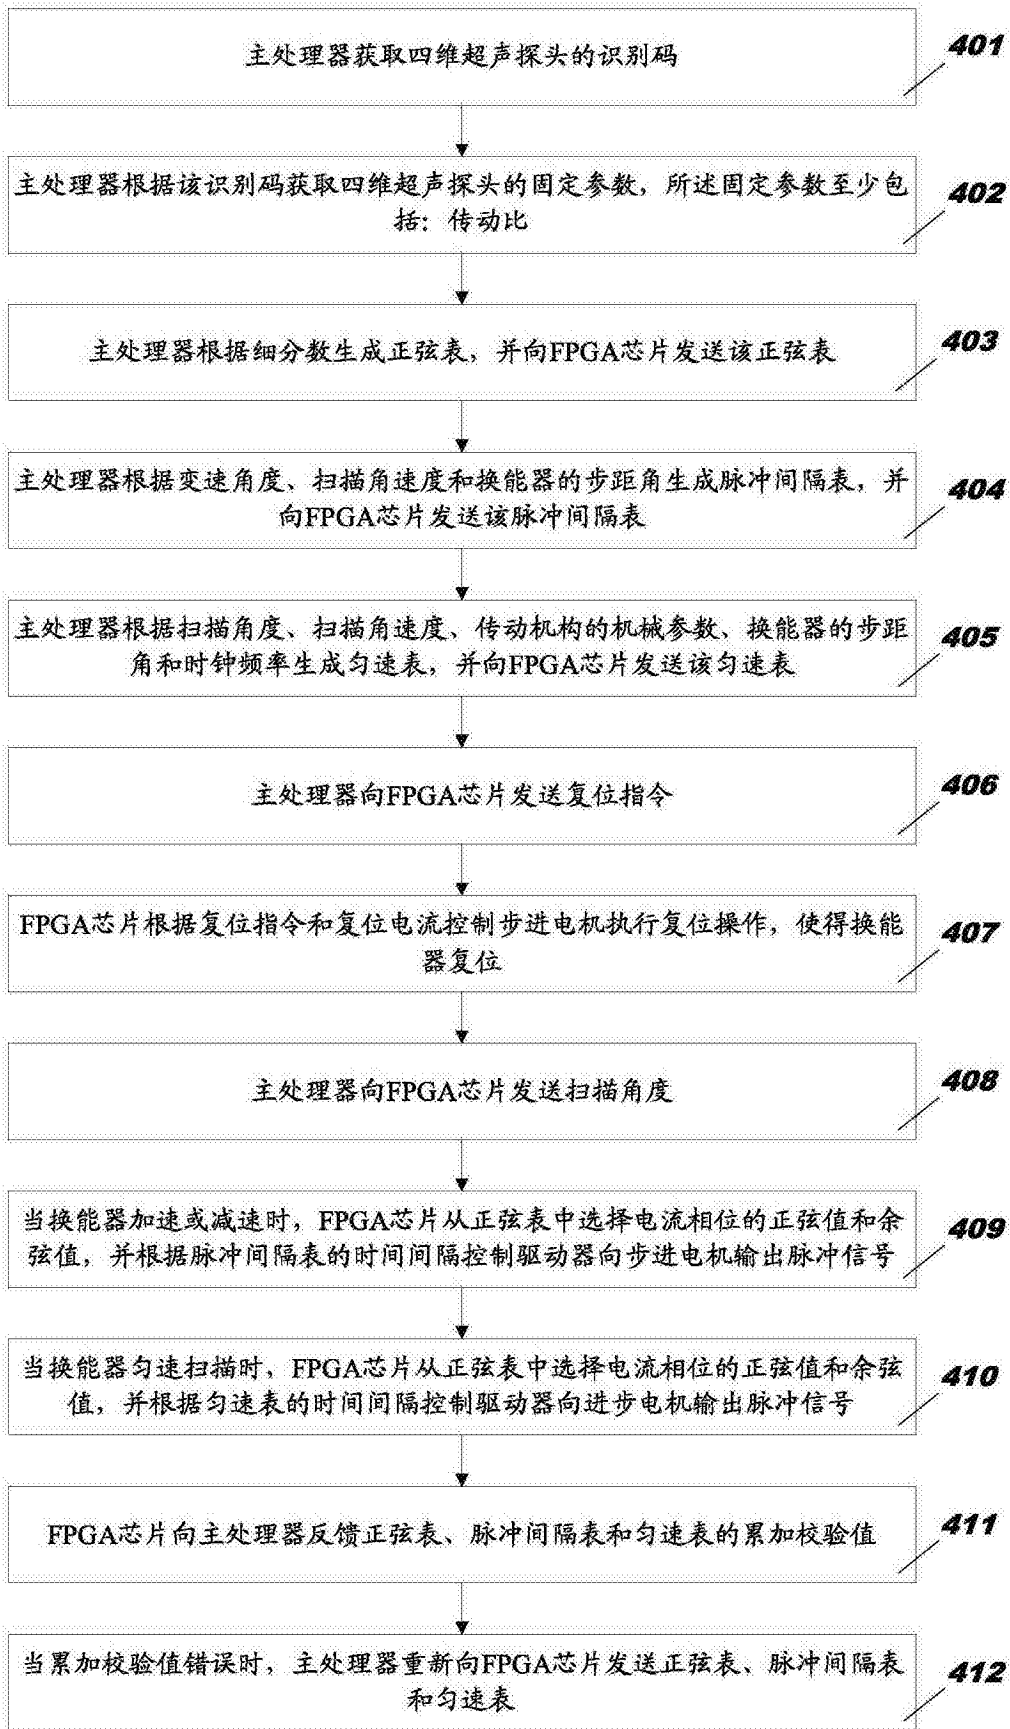 主处理器获取四维超声探头的识别码
401
主处理器根据该识别码获取四维超声探头的固定参数，所述固定参数至少包
括：传动比
402
主处理器根据细分数生成正弦表，并向FPGA芯片发送该正弦表
403
主处理器根据变速角度、扫描角速度和换能器的步距角生成脉冲间隔表，并
向FPGA芯片发送该脉冲间隔表
404
主处理器根据扫描角度、扫描角速度、传动机构的机械参数、换能器的步距
角和时钟频率生成匀速表，并向FPGA芯片发送该匀速表
405
主处理器向FPGA芯片发送复位指令
406
FPGA芯片根据复位指令和复位电流控制步进电机执行复位操作，使得换能
器复位
407
主处理器向FPGA芯片发送扫描角度
408
当换能器加速或减速时，FPGA芯片从正弦表中选择电流相位的正弦值和余
弦值，并根据脉冲间隔表的时间间隔控制驱动器向步进电机输出脉冲信号
409
当换能器匀速扫描时，FPGA芯片从正弦表中选择电流相位的正弦值和余弦
值，并根据匀速表的时间间隔控制驱动器向进步电机输出脉冲信号
410
FPGA芯片向主处理器反馈正弦表、脉冲间隔表和匀速表的累加校验值
411
当累加校验值错误时，主处理器重新向FPGA芯片发送正弦表、脉冲间隔表
和匀速表
412